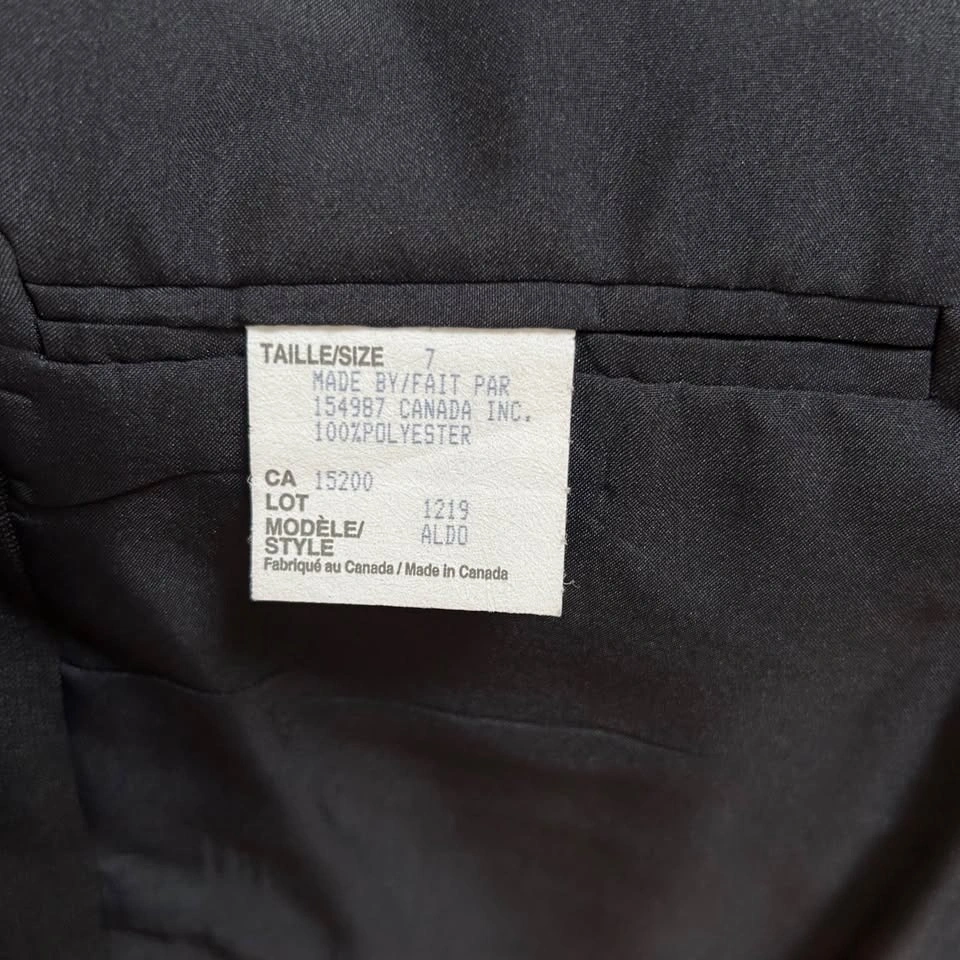 TAILLE/SIZE 7
MADE BY/FAIT PAR
154987 CANADA INC.
100%POLYESTER
CA 15200
LOT 1219
MODÈLE/
STYLE ALDO
Fabriqué au Canada / Made in Canada